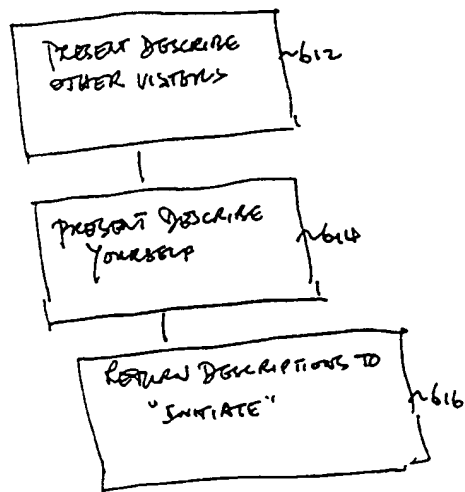 PRESENT DESCRIBE
OTHER VISITORS
~612
PRESENT DESCRIBE
YOURSELF
~614
RETURN DESCRIPTIONS TO
"INITIATE"
~616